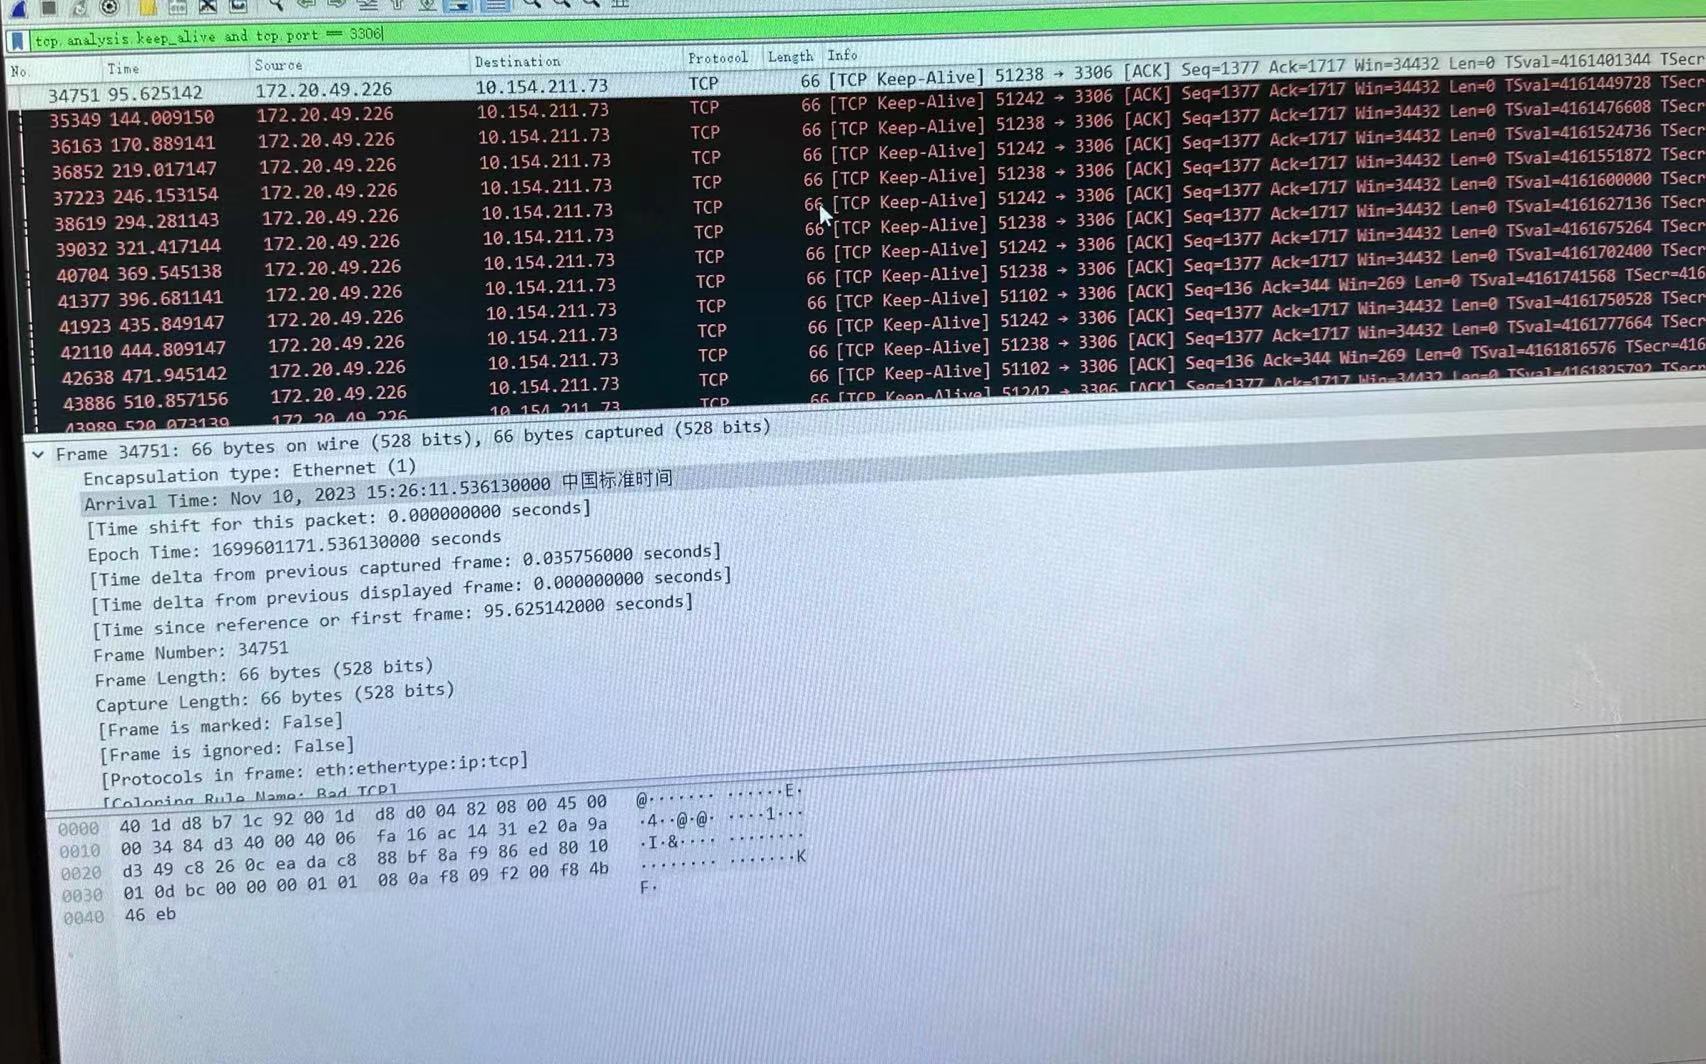 tcp.analysis.keep_alive and tcp.port == 3306
No. Time Source Destination Protocol Length Info
34751 95.625142 172.20.49.226 10.154.211.73 TCP 66 [TCP Keep-Alive] 51238 → 3306 [ACK] Seq=1377 Ack=1717 Win=34432 Len=0 TSval=4161401344 TSecr
35349 144.009150 172.20.49.226 10.154.211.73 TCP 66 [TCP Keep-Alive] 51242 → 3306 [ACK] Seq=1377 Ack=1717 Win=34432 Len=0 TSval=4161449728 TSecr
36163 170.889141 172.20.49.226 10.154.211.73 TCP 66 [TCP Keep-Alive] 51238 → 3306 [ACK] Seq=1377 Ack=1717 Win=34432 Len=0 TSval=4161476608 TSecr
36852 219.017147 172.20.49.226 10.154.211.73 TCP 66 [TCP Keep-Alive] 51242 → 3306 [ACK] Seq=1377 Ack=1717 Win=34432 Len=0 TSval=4161524736 TSecr
37223 246.153154 172.20.49.226 10.154.211.73 TCP 66 [TCP Keep-Alive] 51238 → 3306 [ACK] Seq=1377 Ack=1717 Win=34432 Len=0 TSval=4161551872 TSecr
38619 294.281143 172.20.49.226 10.154.211.73 TCP 66 [TCP Keep-Alive] 51242 → 3306 [ACK] Seq=1377 Ack=1717 Win=34432 Len=0 TSval=4161600000 TSecr
39032 321.417144 172.20.49.226 10.154.211.73 TCP 66 [TCP Keep-Alive] 51238 → 3306 [ACK] Seq=1377 Ack=1717 Win=34432 Len=0 TSval=4161627136 TSecr
40704 369.545138 172.20.49.226 10.154.211.73 TCP 66 [TCP Keep-Alive] 51242 → 3306 [ACK] Seq=1377 Ack=1717 Win=34432 Len=0 TSval=4161675264 TSecr
41377 396.681141 172.20.49.226 10.154.211.73 TCP 66 [TCP Keep-Alive] 51238 → 3306 [ACK] Seq=1377 Ack=1717 Win=34432 Len=0 TSval=4161702400 TSecr
41923 435.849147 172.20.49.226 10.154.211.73 TCP 66 [TCP Keep-Alive] 51102 → 3306 [ACK] Seq=136 Ack=344 Win=269 Len=0 TSval=4161741568 TSecr=416
42110 444.809147 172.20.49.226 10.154.211.73 TCP 66 [TCP Keep-Alive] 51242 → 3306 [ACK] Seq=1377 Ack=1717 Win=34432 Len=0 TSval=4161750528 TSecr
42638 471.945142 172.20.49.226 10.154.211.73 TCP 66 [TCP Keep-Alive] 51238 → 3306 [ACK] Seq=1377 Ack=1717 Win=34432 Len=0 TSval=4161777664 TSecr
43886 510.857156 172.20.49.226 10.154.211.73 TCP 66 [TCP Keep-Alive] 51102 → 3306 [ACK] Seq=136 Ack=344 Win=269 Len=0 TSval=4161816576 TSecr=416
43989 520.073139 172.20.49.226 10.154.211.73 TCP 66 [TCP Keep-Alive] 51242 → 3306 [ACK] Seq=1377 Ack=1717 Win=34432 Len=0 TSval=4161825792 TSecr
Frame 34751: 66 bytes on wire (528 bits), 66 bytes captured (528 bits)
Encapsulation type: Ethernet (1)
Arrival Time: Nov 10, 2023 15:26:11.536130000 中国标准时间
[Time shift for this packet: 0.000000000 seconds]
Epoch Time: 1699601171.536130000 seconds
[Time delta from previous captured frame: 0.035756000 seconds]
[Time delta from previous displayed frame: 0.000000000 seconds]
[Time since reference or first frame: 95.625142000 seconds]
Frame Number: 34751
Frame Length: 66 bytes (528 bits)
Capture Length: 66 bytes (528 bits)
[Frame is marked: False]
[Frame is ignored: False]
[Protocols in frame: eth:ethertype:ip:tcp]
[Coloring Rule Name: Bad TCP]
0000 40 1d d8 b7 1c 92 00 1d d8 d0 04 82 08 00 45 00 @······· ······E·
0010 00 34 84 d3 40 00 40 06 fa 16 ac 14 31 e2 0a 9a ·4··@·@· ····1···
0020 d3 49 c8 26 0c ea da c8 88 bf 8a f9 86 ed 80 10 ·I·&···· ········
0030 01 0d bc 00 00 00 01 01 08 0a f8 09 f2 00 f8 4b ········ ·······K
0040 46 eb F·